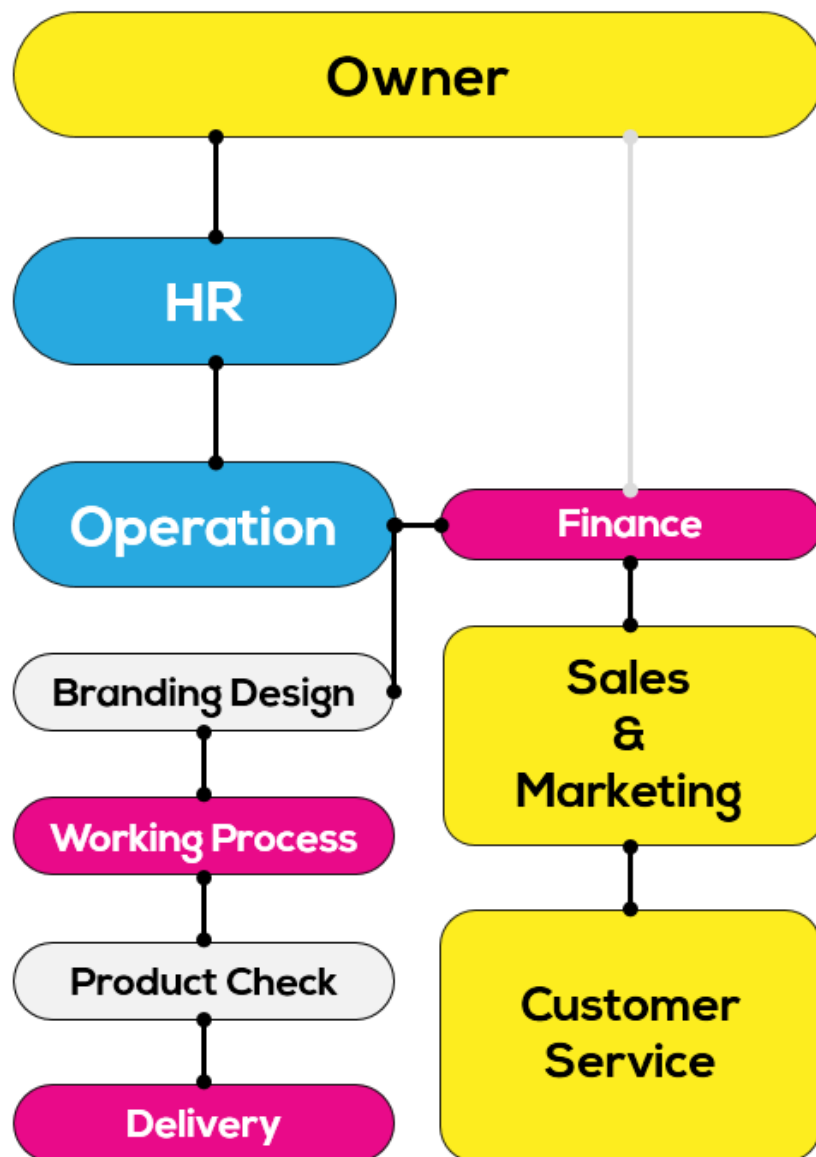 Owner
HR
Operation
Finance
Branding Design
Sales
&
Marketing
Working Process
Product Check
Customer
Service
Delivery